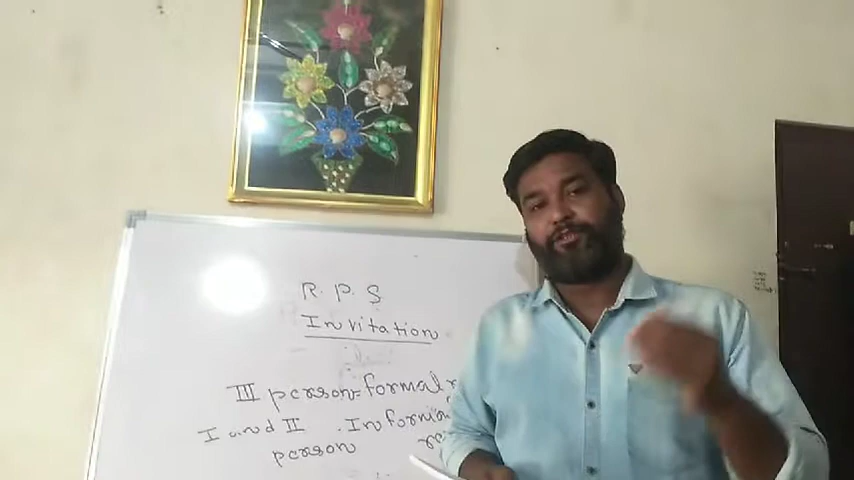 R.P.S
Invitation
III person-formal
I and II . Informal
person